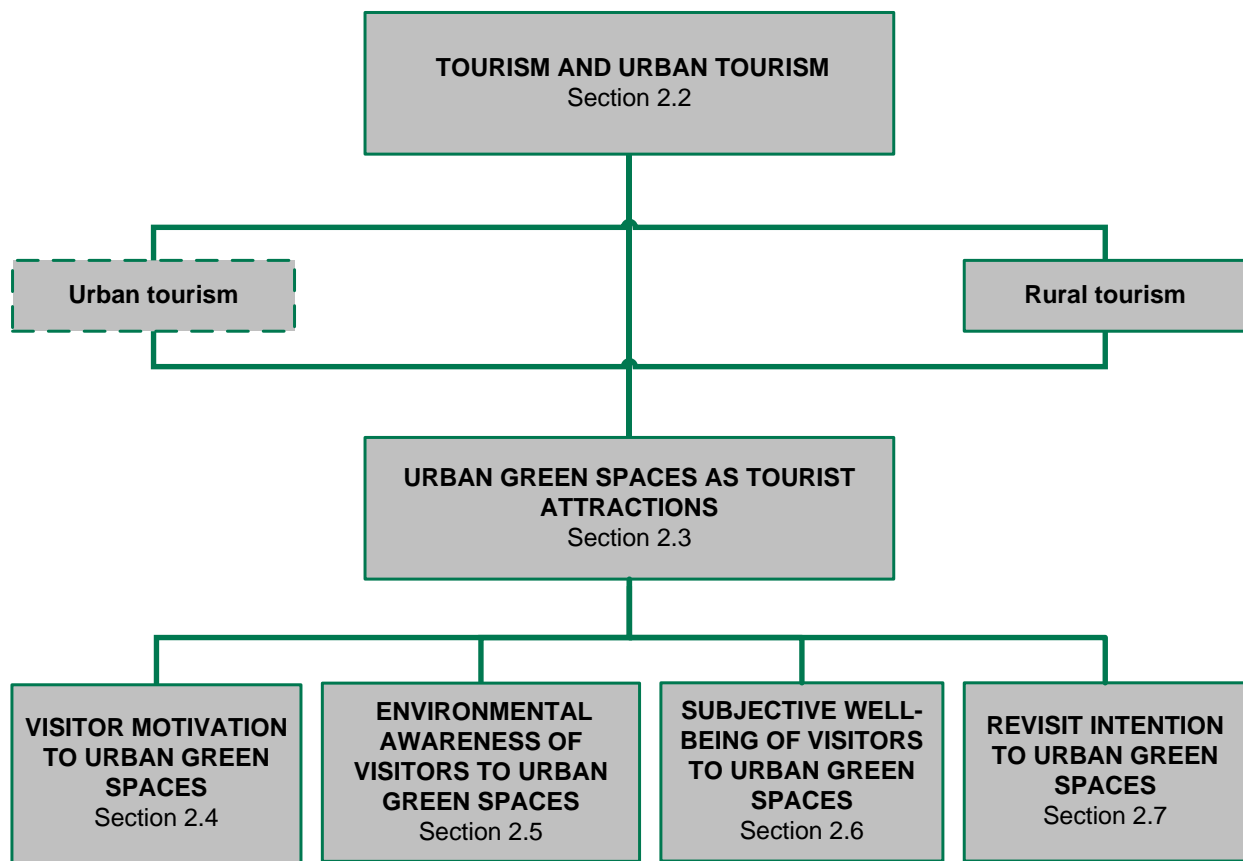 TOURISM AND URBAN TOURISM
Section 2.2
Urban tourism
Rural tourism
URBAN GREEN SPACES AS TOURIST
ATTRACTIONS
Section 2.3
VISITOR MOTIVATION
TO URBAN GREEN
SPACES
Section 2.4
ENVIRONMENTAL
AWARENESS OF
VISITORS TO URBAN
GREEN SPACES
Section 2.5
SUBJECTIVE WELL-
BEING OF VISITORS
TO URBAN GREEN
SPACES
Section 2.6
REVISIT INTENTION
TO URBAN GREEN
SPACES
Section 2.7